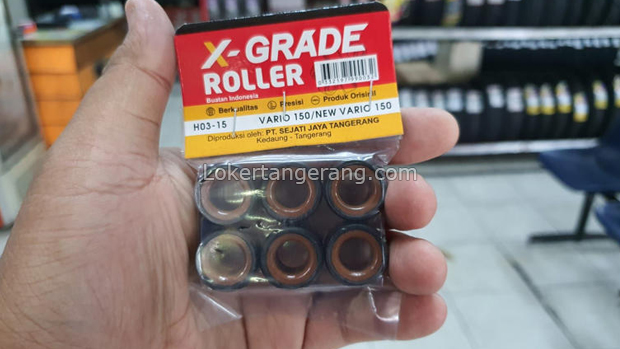 X-GRADE
ROLLER
Buatan Indonesia
Berkualitas Presisi Produk Orisinil
H03-15 VARIO 150/NEW VARIO 150
Diproduksi oleh: PT. SEJATI JAYA TANGERANG
Kedaung - Tangerang
Lokertangerang.com